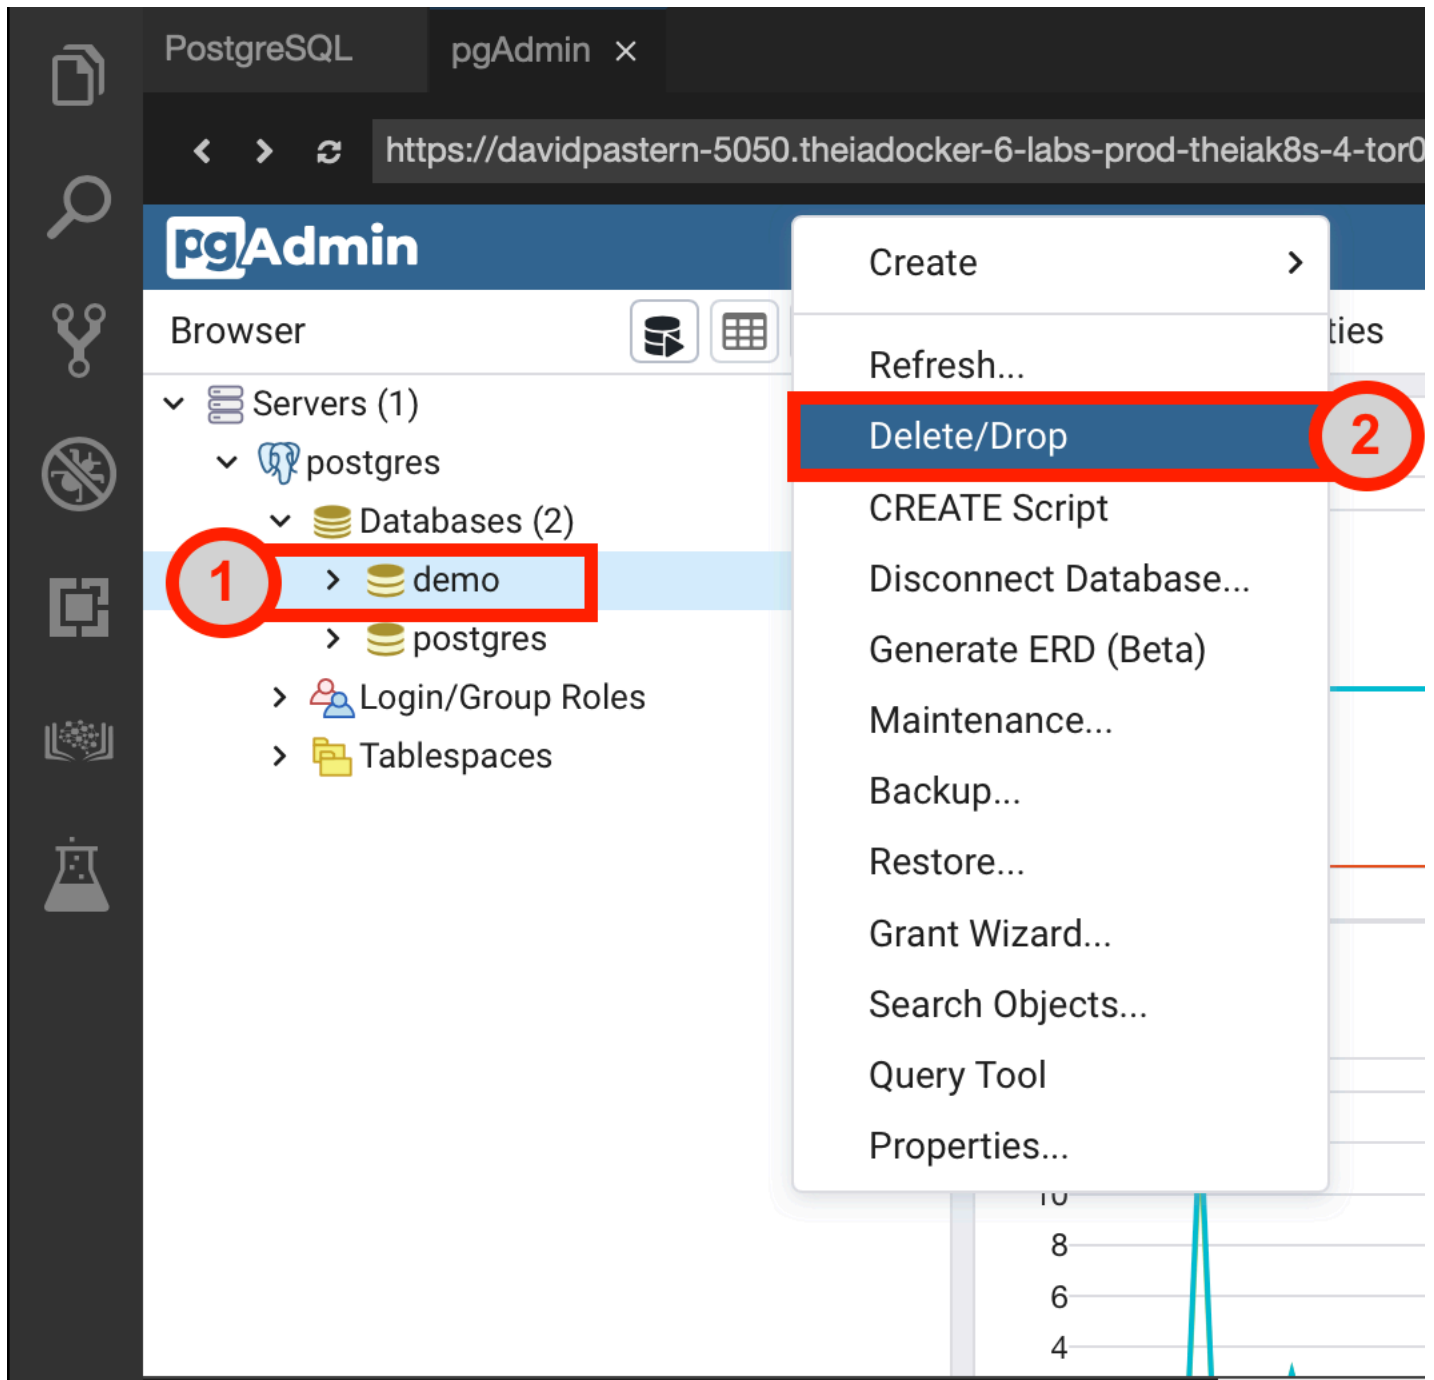 PostgreSQL
pgAdmin
https://davidpastern-5050.theiadocker-6-labs-prod-theiak8s-4-tor0
pgAdmin
Browser
Servers (1)
postgres
Databases (2)
1
demo
postgres
Login/Group Roles
Tablespaces
Create
ties
Refresh...
Delete/Drop
2
CREATE Script
Disconnect Database...
Generate ERD (Beta)
Maintenance...
Backup...
Restore...
Grant Wizard...
Search Objects...
Query Tool
Properties...
10
8
6
4